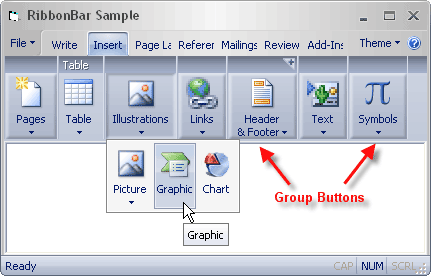 RibbonBar Sample
File Write Insert Page La Referer Mailings Review Add-Ins Theme
Table
Pages Table Illustrations Links Header & Footer Text Symbols
Picture Graphic Chart
Group Buttons
Graphic
Ready CAP NUM SCRL